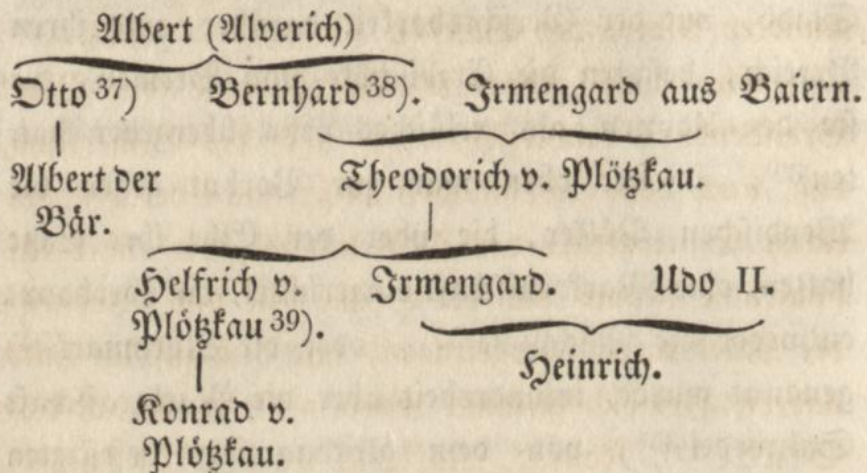 Albert (Alverich)
Otto 37) Bernhard 38). Irmengard aus Baiern.
Albert der Theodorich v. Plötzkau.
Bär.
Helfrich v. Irmengard. Udo II.
Plötzkau 39).
Heinrich.
Konrad v.
Plötzkau.